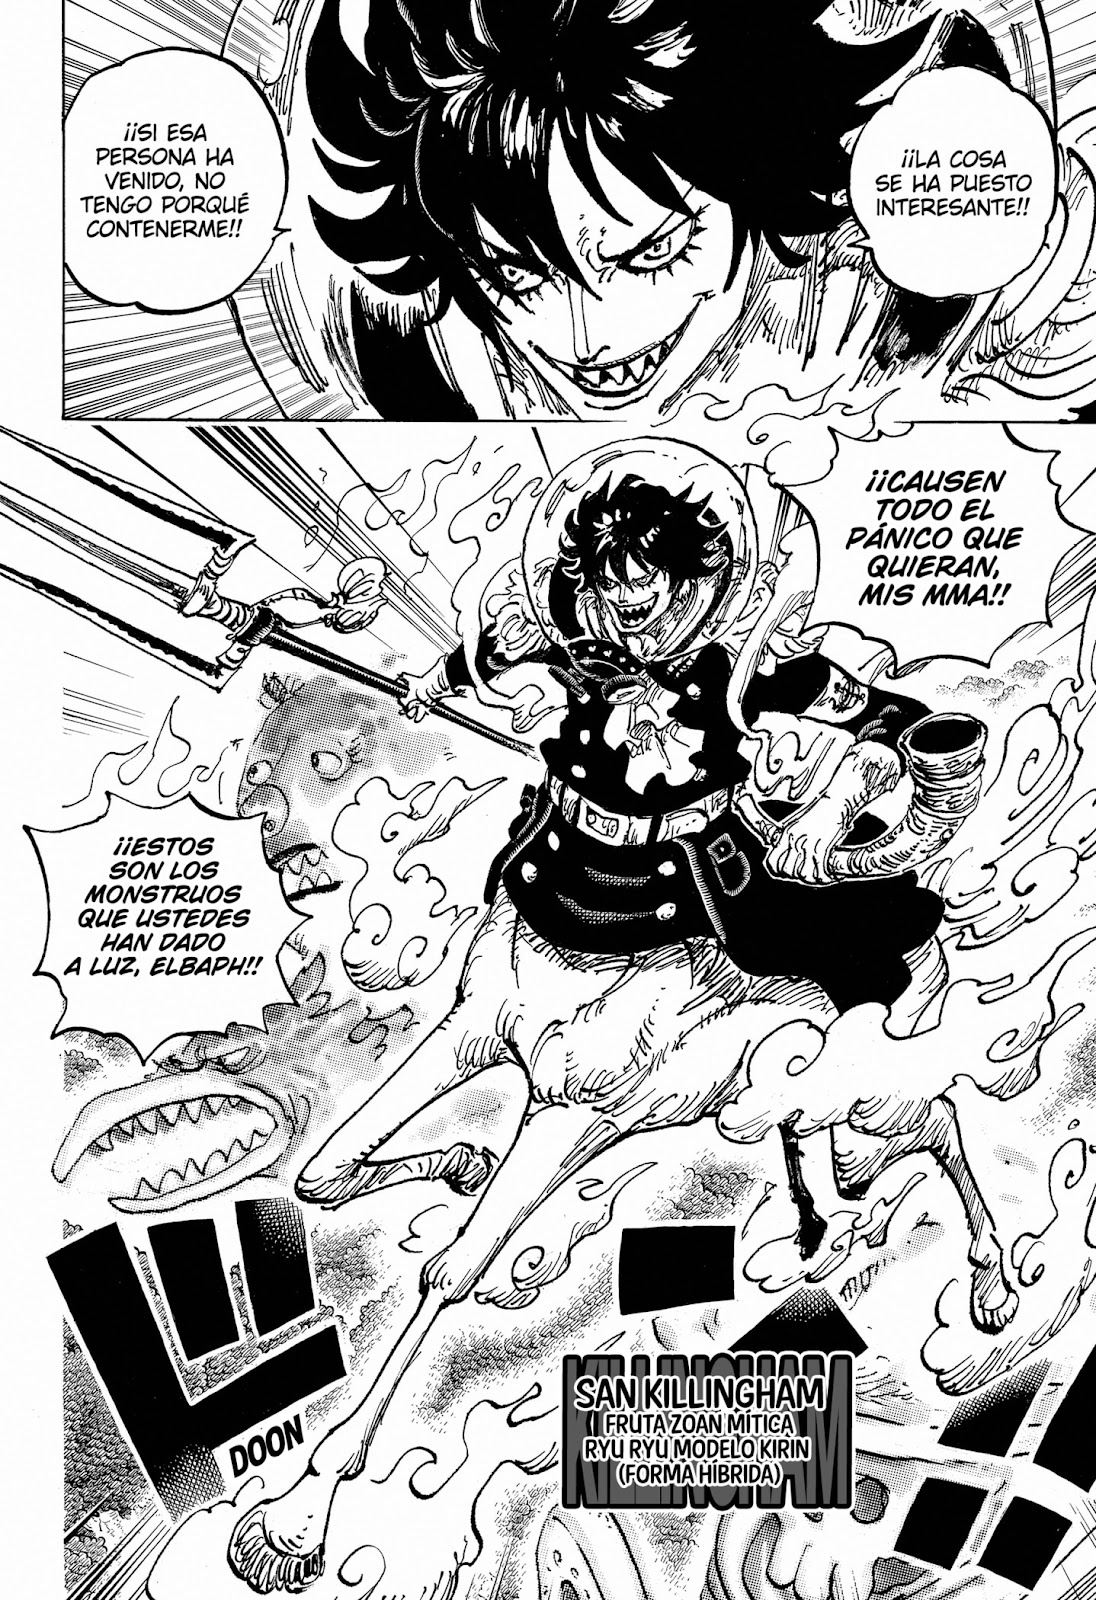 ¡¡LA COSA
SE HA PUESTO
INTERESANTE!!
¡¡SI ESA
PERSONA HA
VENIDO, NO
TENGO PORQUÉ
CONTENERME!!
¡¡CAUSEN
TODO EL
PÁNICO QUE
QUIERAN,
MIS MMA!!
¡¡ESTOS
SON LOS
MONSTRUOS
QUE USTEDES
HAN DADO
A LUZ, ELBAPH!!
DOON
KILLINGHAM
SAN KILLINGHAM
FRUTA ZOAN MÍTICA
RYU RYU MODELO KIRIN
(FORMA HÍBRIDA)
KILLINGHAM